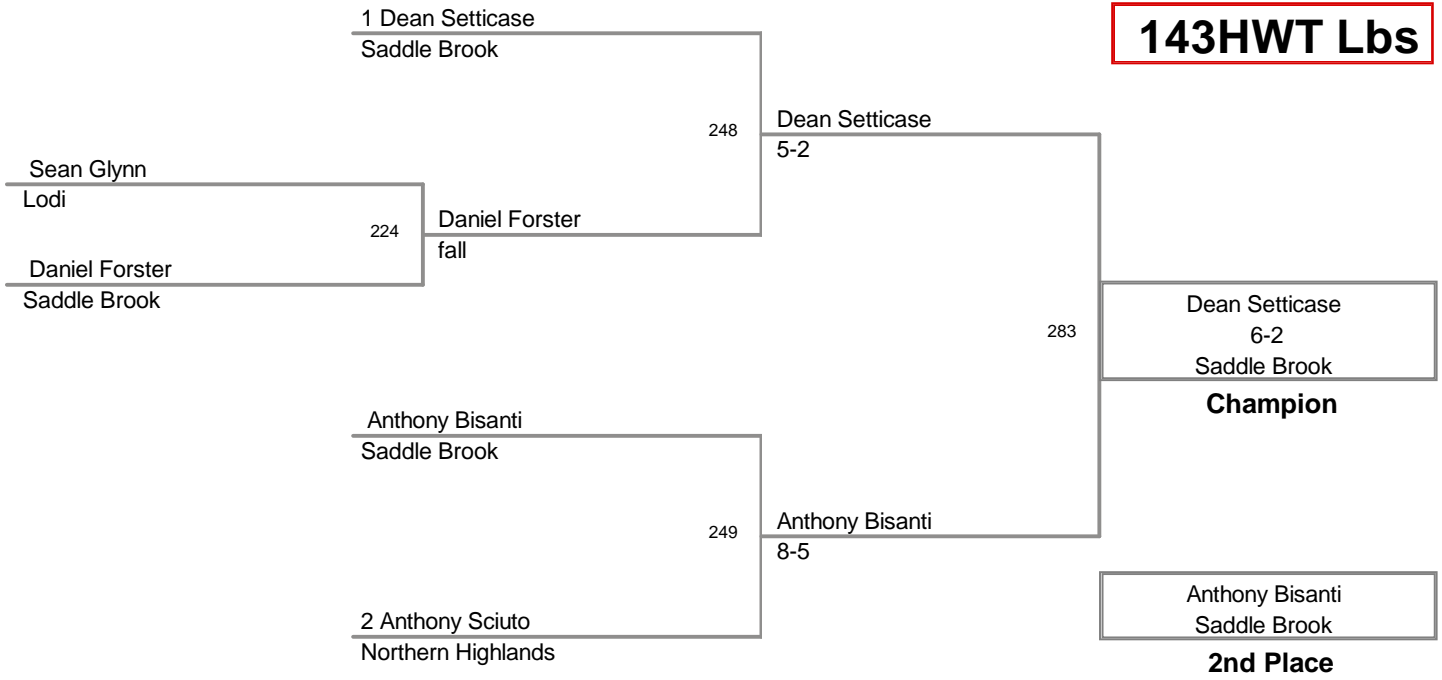 1 Dean Setticase
Saddle Brook
143HWT Lbs
248
Dean Setticase
5-2
Sean Glynn
Lodi
224
Daniel Forster
fall
Daniel Forster
Saddle Brook
283
Dean Setticase
6-2
Saddle Brook
Champion
Anthony Bisanti
Saddle Brook
249
Anthony Bisanti
8-5
2 Anthony Sciuto
Northern Highlands
Anthony Bisanti
Saddle Brook
2nd Place